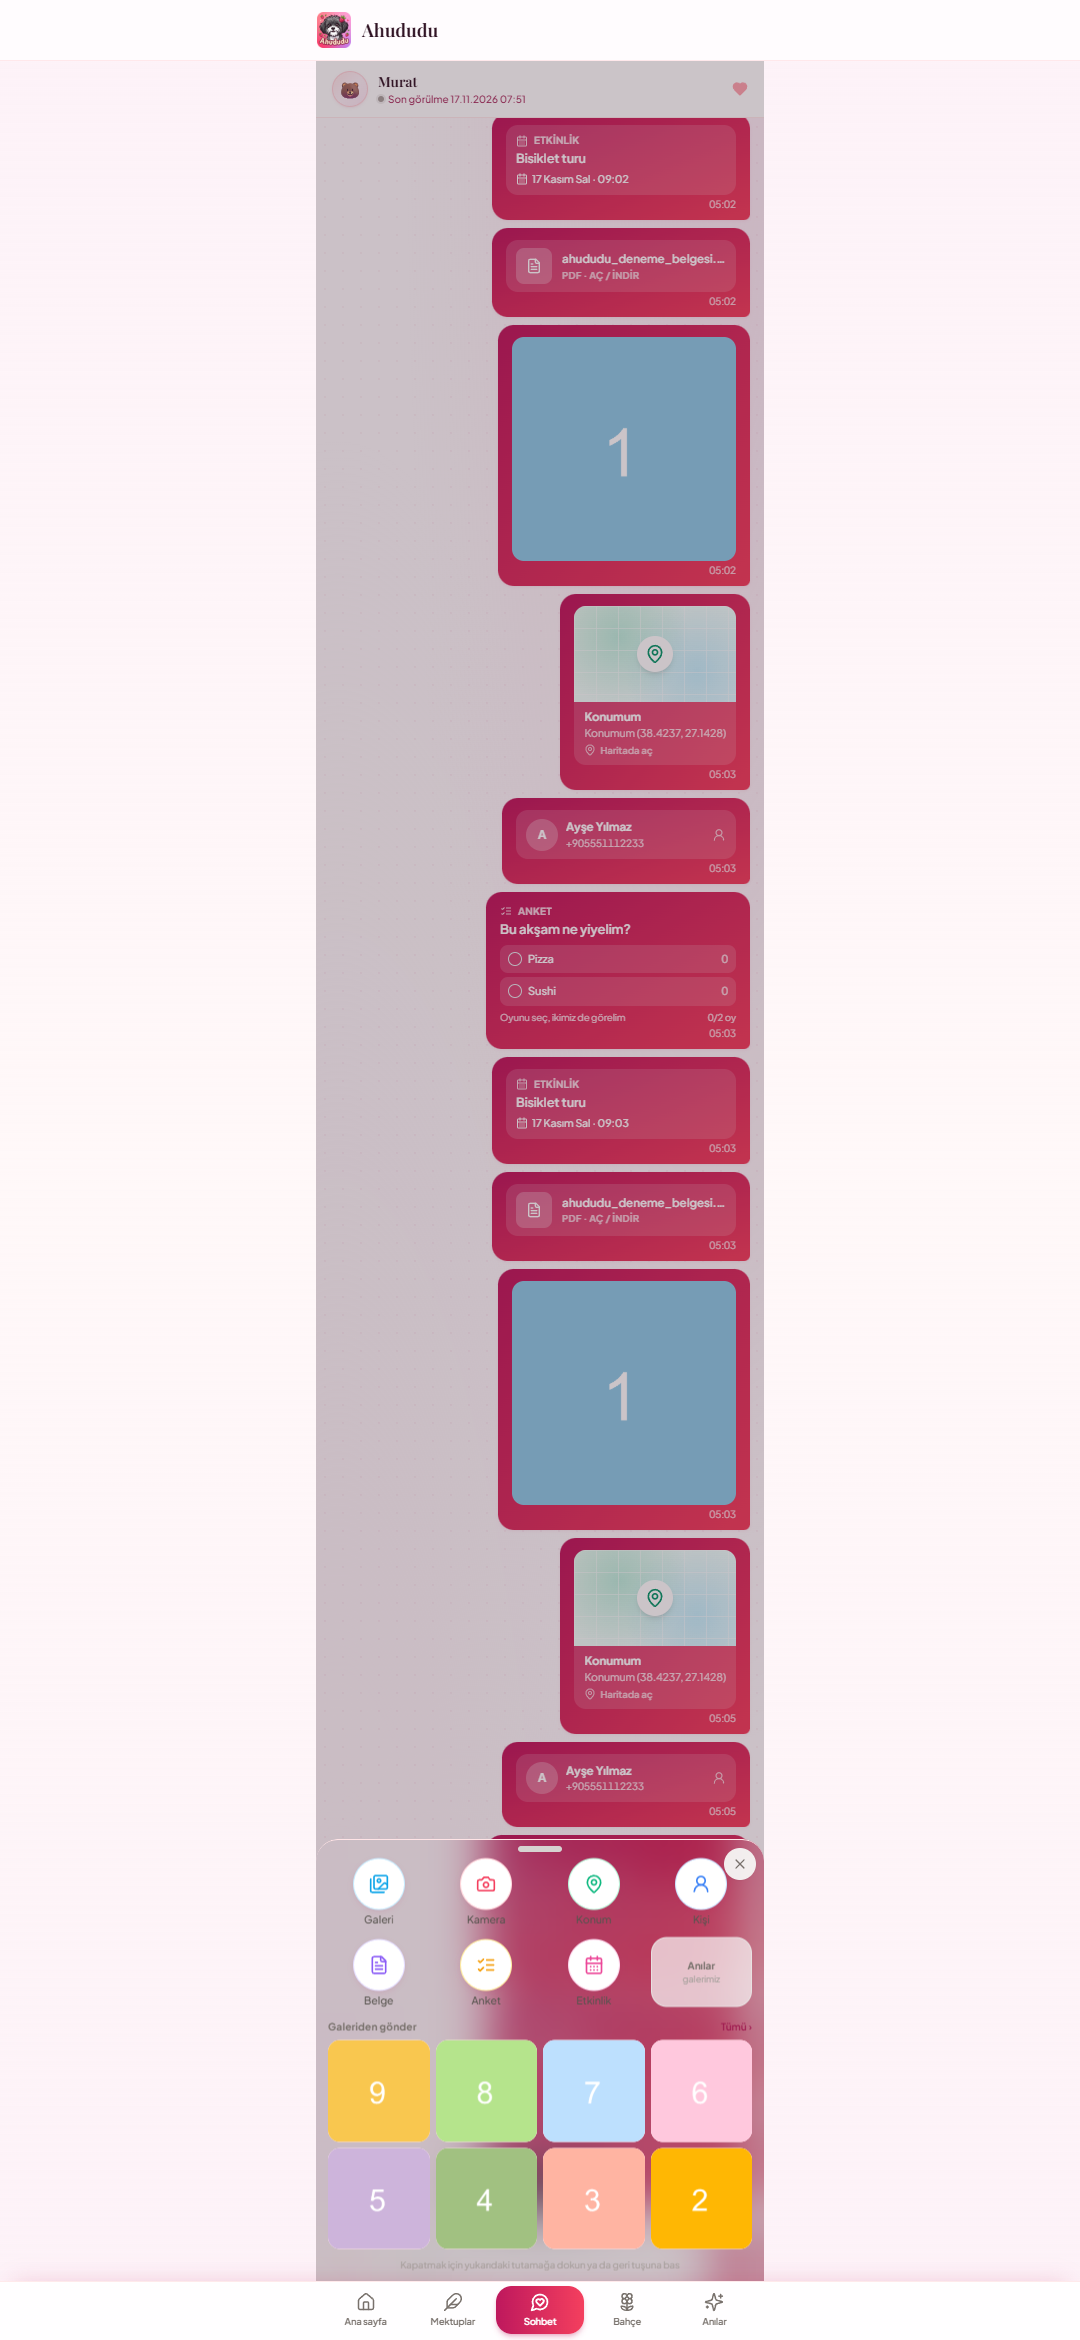 Ahududu
Ahududu
Murat
Son görülme 17.11.2026 07:51
ETKİNLİK
Bisiklet turu
17 Kasım Sal · 09:02
05:02
ahududu_deneme_belgesi....
PDF · AÇ / İNDİR
05:02
1
05:02
Konumum
Konumum (38.4237, 27.1428)
Haritada aç
05:03
A
Ayşe Yılmaz
+905551112233
05:03
ANKET
Bu akşam ne yiyelim?
Pizza 0
Sushi 0
Oyunu seç, ikimiz de görelim 0/2 oy
05:03
ETKİNLİK
Bisiklet turu
17 Kasım Sal · 09:03
05:03
ahududu_deneme_belgesi....
PDF · AÇ / İNDİR
05:03
1
05:03
Konumum
Konumum (38.4237, 27.1428)
Haritada aç
05:05
A
Ayşe Yılmaz
+905551112233
05:05
Galeri Kamera Konum Kişi
Belge Anket Etkinlik
Anılar
galerimiz
Galeriden gönder Tümü ›
9 8 7 6
5 4 3 2
Kapatmak için yukarıdaki tutamağa dokun ya da geri tuşuna bas
Ana sayfa Mektuplar Sohbet Bahçe Anılar